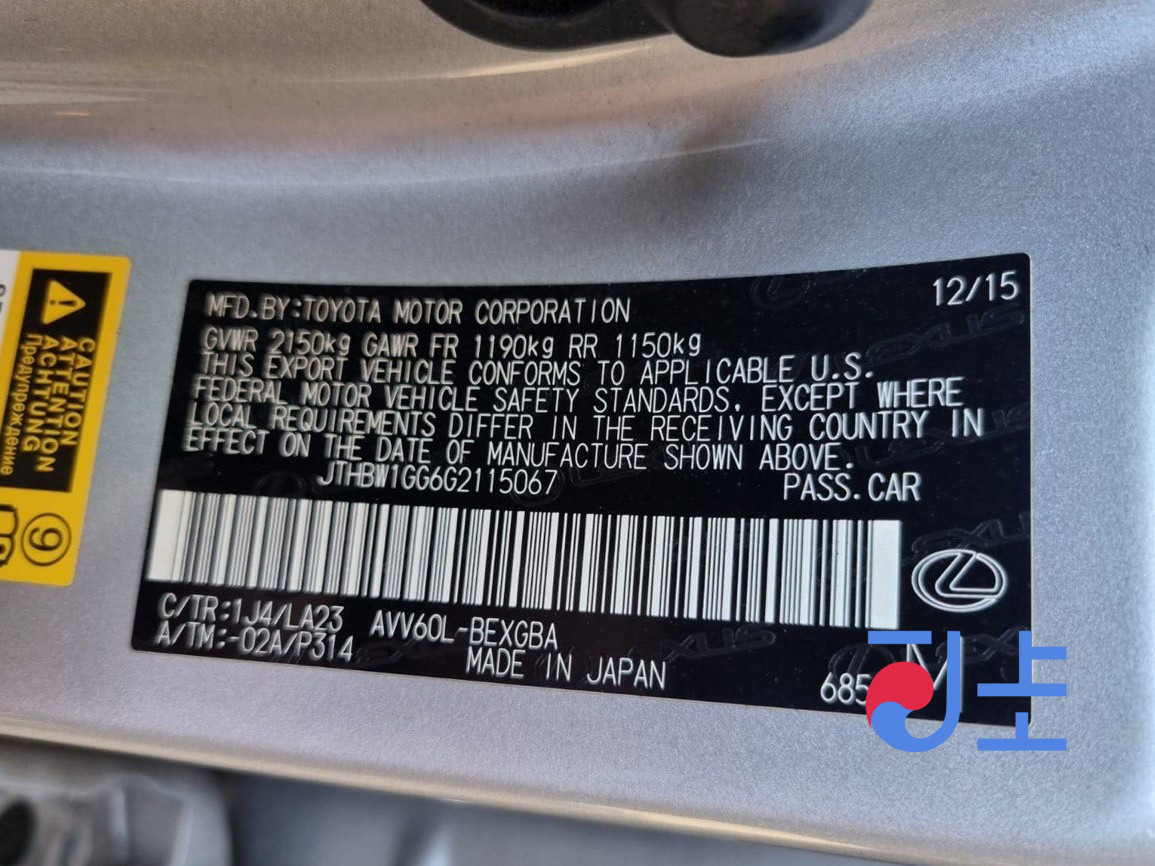 12/15
MFD.BY:TOYOTA MOTOR CORPORATION
GVWR 2150kg GAWR FR 1190kg RR 1150kg
THIS EXPORT VEHICLE CONFORMS TO APPLICABLE U.S.
FEDERAL MOTOR VEHICLE SAFETY STANDARDS, EXCEPT WHERE
LOCAL REQUIREMENTS DIFFER IN THE RECEIVING COUNTRY IN
EFFECT ON THE DATE OF MANUFACTURE SHOWN ABOVE.
JTHBW1GG6G2115067 PASS.CAR
C/TR:1J4/LA23 AVV60L-BEXGBA
A/TM:-02A/P314 MADE IN JAPAN
685
CAUTION
ATTENTION
ACHTUNG
Предупреждение
9